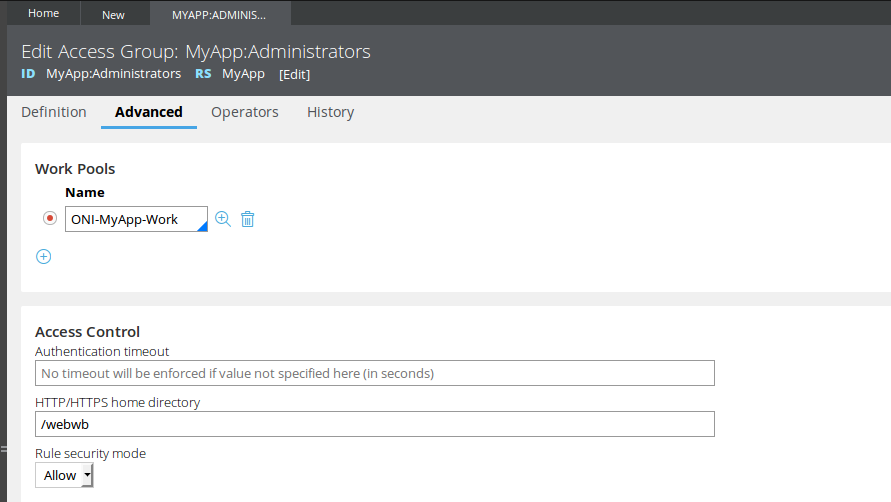 Home New MYAPP:ADMINIS...
Edit Access Group: MyApp:Administrators
ID MyApp:Administrators RS MyApp [Edit]
Definition Advanced Operators History
Work Pools
Name
ONI-MyApp-Work
Access Control
Authentication timeout
No timeout will be enforced if value not specified here (in seconds)
HTTP/HTTPS home directory
/webwb
Rule security mode
Allow